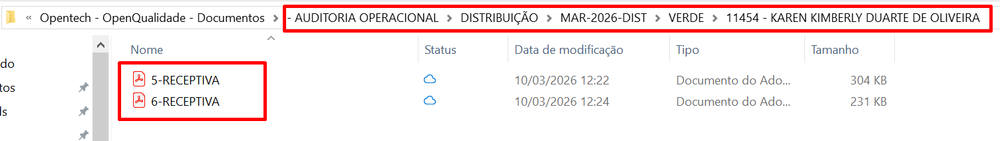 « Opentech - OpenQualidade - Documentos > - AUDITORIA OPERACIONAL > DISTRIBUIÇÃO > MAR-2026-DIST > VERDE > 11454 - KAREN KIMBERLY DUARTE DE OLIVEIRA
Nome Status Data de modificação Tipo Tamanho
do
tos
ds
5-RECEPTIVA 10/03/2026 12:22 Documento do Ado... 304 KB
6-RECEPTIVA 10/03/2026 12:24 Documento do Ado... 231 KB